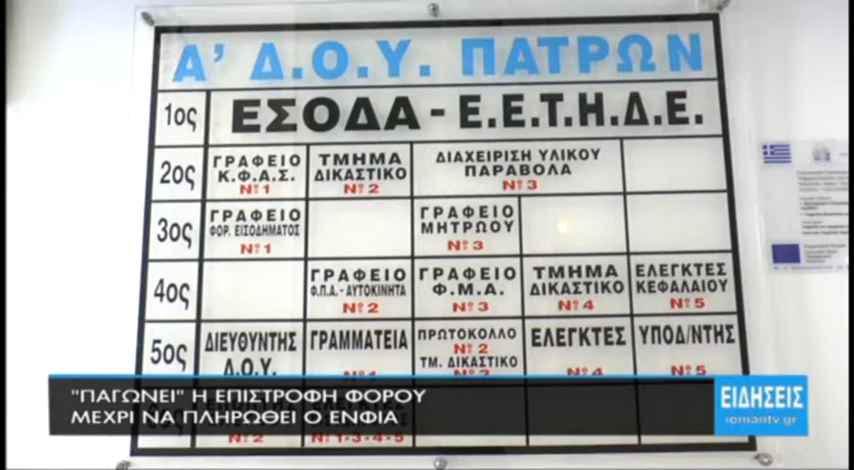 Α' Δ.Ο.Υ. ΠΑΤΡΩΝ
1ος ΕΣΟΔΑ - Ε.Ε.Τ.Η.Δ.Ε.
2ος
ΓΡΑΦΕΙΟ
Κ.Φ.Α.Σ.
Νº1
ΤΜΗΜΑ
ΔΙΚΑΣΤΙΚΟ
Νº2
ΔΙΑΧΕΙΡΙΣΗ ΥΛΙΚΟΥ
ΠΑΡΑΒΟΛΑ
Νº3
3ος
ΓΡΑΦΕΙΟ
ΦΟΡ. ΕΙΣΟΔΗΜΑΤΟΣ
Νº1
ΓΡΑΦΕΙΟ
ΜΗΤΡΩΟΥ
Νº3
4ος
ΓΡΑΦΕΙΟ
Φ.Π.Α.-ΑΥΤΟΚΙΝΗΤΑ
Νº2
ΓΡΑΦΕΙΟ
Φ.Μ.Α.
Νº3
ΤΜΗΜΑ
ΔΙΚΑΣΤΙΚΟ
Νº4
ΕΛΕΓΚΤΕΣ
ΚΕΦΑΛΑΙΟΥ
Νº5
5ος
ΔΙΕΥΘΥΝΤΗΣ
Δ.Ο.Υ.
ΓΡΑΜΜΑΤΕΙΑ
Νº1
ΠΡΩΤΟΚΟΛΛΟ
Νº2
ΤΜ. ΔΙΚΑΣΤΙΚΟ
Νº3
ΕΛΕΓΚΤΕΣ
Νº4
ΥΠΟΔ/ΝΤΗΣ
Νº5
Νº2
Νº1-3-4-5
"ΠΑΓΩΝΕΙ" Η ΕΠΙΣΤΡΟΦΗ ΦΟΡΟΥ
ΜΕΧΡΙ ΝΑ ΠΛΗΡΩΘΕΙ Ο ΕΝΦΙΑ
ΕΙΔΗΣΕΙΣ
ioniantv.gr